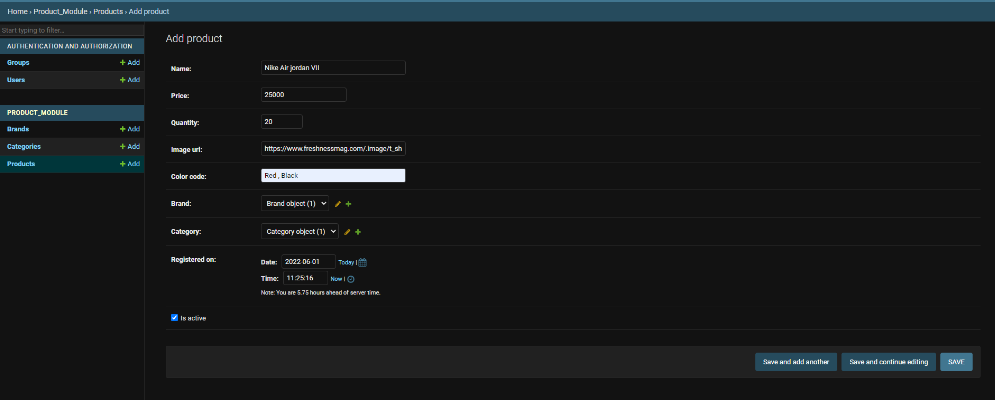 Home › Product_Module › Products › Add product
Start typing to filter...
AUTHENTICATION AND AUTHORIZATION
Groups + Add
Users + Add
PRODUCT_MODULE
Brands + Add
Categories + Add
Products + Add
Add product
Name: Nike Air jordan VII
Price: 25000
Quantity: 20
Image url: https://www.freshnessmag.com/.image/t_sh
Color code: Red , Black
Brand: Brand object (1)
Category: Category object (1)
Registered on: Date: 2022-06-01 Today |
Time: 11:25:16 Now |
Note: You are 5.75 hours ahead of server time.
Is active
Save and add another Save and continue editing SAVE